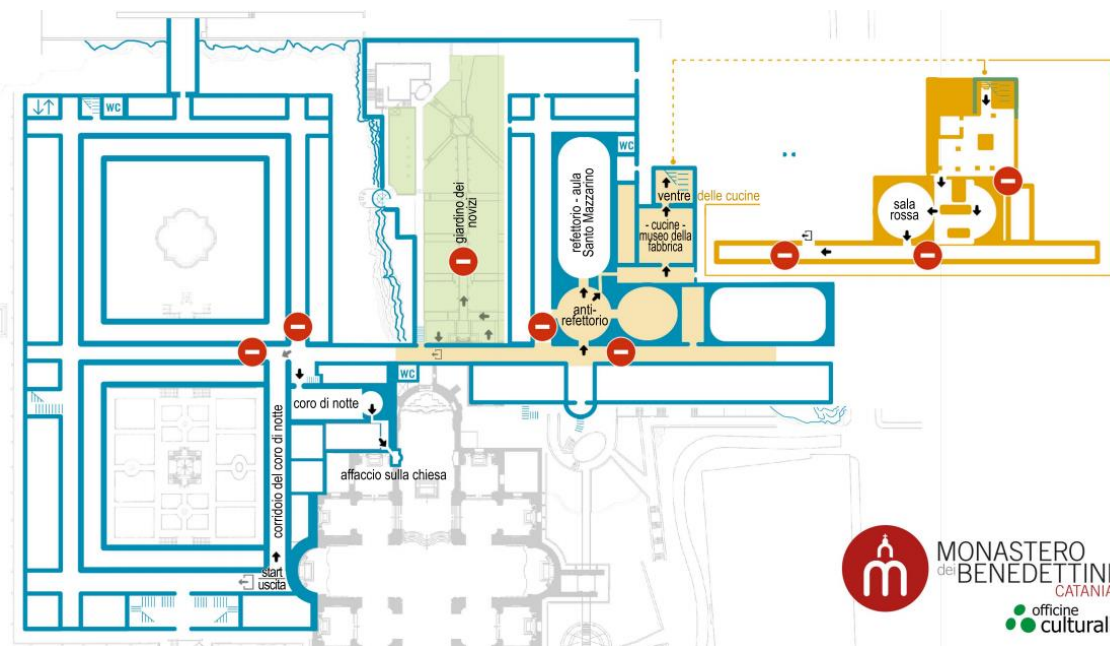 WC
giardino dei
novizi
refettorio - aula
Santo Mazzarino
WC
ventre delle cucine
- cucine -
museo della
fabbrica
anti-
refettorio
sala
rossa
WC
coro di notte
corridoio del coro di notte
affaccio sulla chiesa
start
uscita
MONASTERO
dei BENEDETTINI
CATANIA
officine
culturali